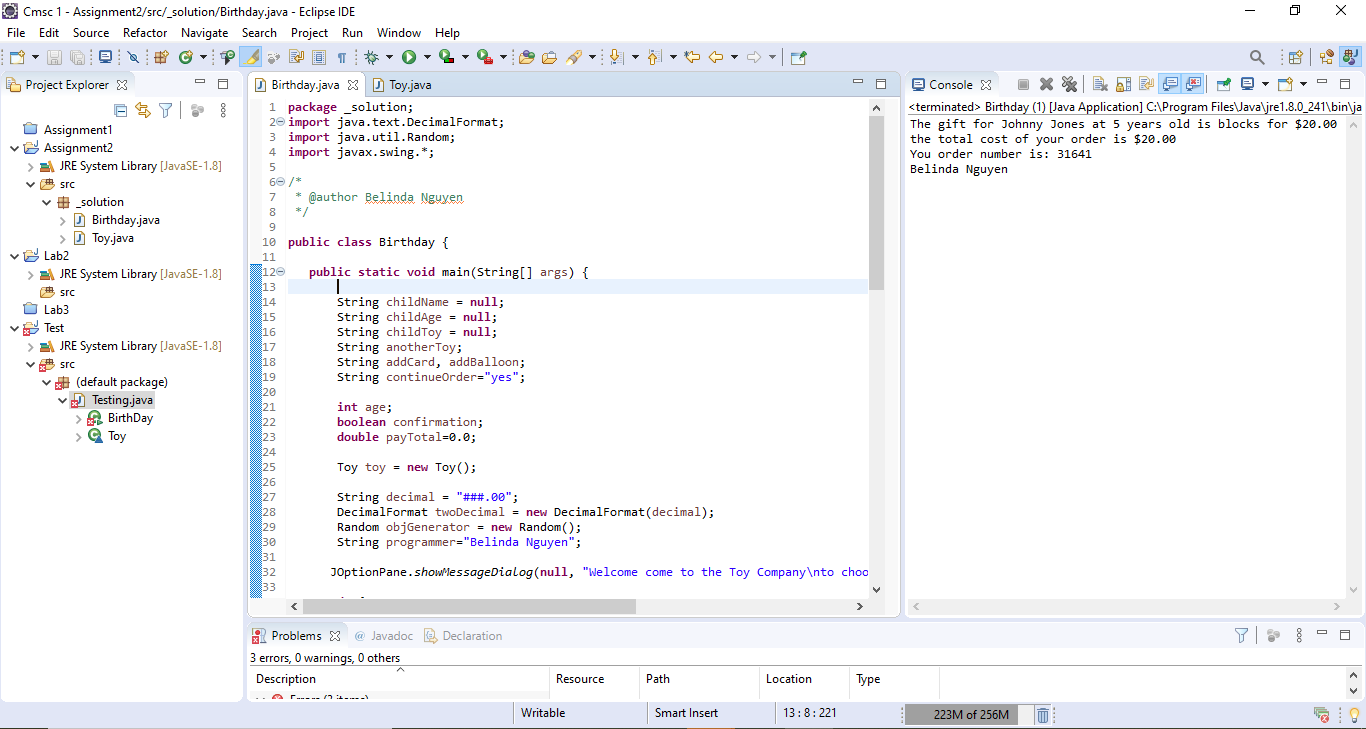 Cmsc 1 - Assignment2/src/_solution/Birthday.java - Eclipse IDE
File Edit Source Refactor Navigate Search Project Run Window Help
Project Explorer
Assignment1
Assignment2
JRE System Library [JavaSE-1.8]
src
_solution
Birthday.java
Toy.java
Lab2
JRE System Library [JavaSE-1.8]
src
Lab3
Test
JRE System Library [JavaSE-1.8]
src
(default package)
Testing.java
BirthDay
Toy
Birthday.java Toy.java
1 package _solution;
2 import java.text.DecimalFormat;
3 import java.util.Random;
4 import javax.swing.*;
5
6 /*
7 * @author Belinda Nguyen
8 */
9
10 public class Birthday {
11
12 public static void main(String[] args) {
13
14 String childName = null;
15 String childAge = null;
16 String childToy = null;
17 String anotherToy;
18 String addCard, addBalloon;
19 String continueOrder="yes";
20
21 int age;
22 boolean confirmation;
23 double payTotal=0.0;
24
25 Toy toy = new Toy();
26
27 String decimal = "###.00";
28 DecimalFormat twoDecimal = new DecimalFormat(decimal);
29 Random objGenerator = new Random();
30 String programmer="Belinda Nguyen";
31
32 JOptionPane.showMessageDialog(null, "Welcome come to the Toy Company\nto choo
33
Console
<terminated> Birthday (1) [Java Application] C:\Program Files\Java\jre1.8.0_241\bin\ja
The gift for Johnny Jones at 5 years old is blocks for $20.00
the total cost of your order is $20.00
You order number is: 31641
Belinda Nguyen
Problems @ Javadoc Declaration
3 errors, 0 warnings, 0 others
Description Resource Path Location Type
Writable Smart Insert 13 : 8 : 221 223M of 256M